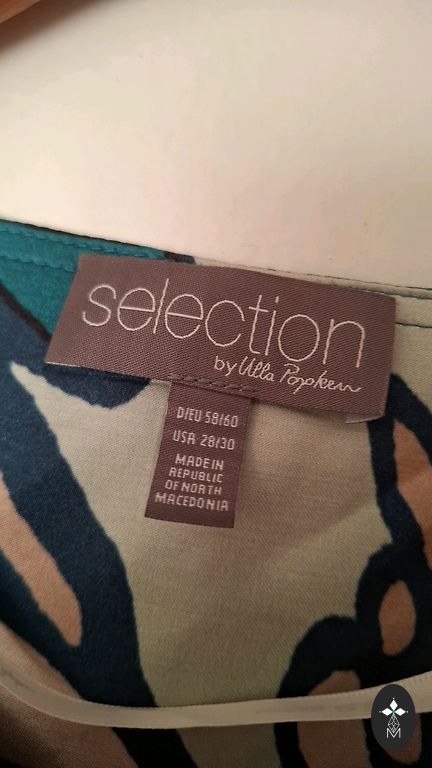 selection
by Ulla Popken
D/EU 58/60
USA 28/30
MADE IN
REPUBLIC
OF NORTH
MACEDONIA
M